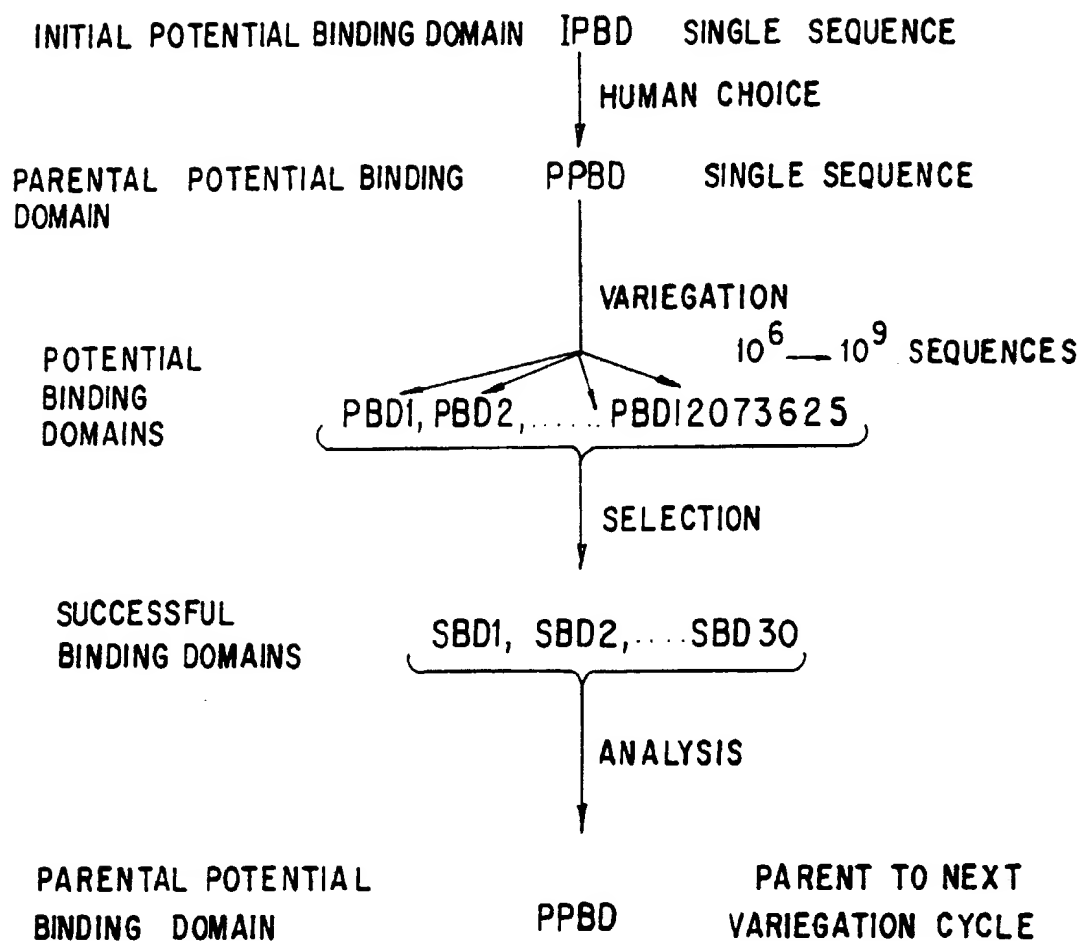 INITIAL POTENTIAL BINDING DOMAIN IPBD SINGLE SEQUENCE
HUMAN CHOICE
PARENTAL POTENTIAL BINDING DOMAIN PPBD SINGLE SEQUENCE
VARIEGATION
10^6 — 10^9 SEQUENCES
POTENTIAL
BINDING
DOMAINS
PBD1, PBD2, ...... PBD12073625
SELECTION
SUCCESSFUL
BINDING DOMAINS
SBD1, SBD2, .... SBD30
ANALYSIS
PARENTAL POTENTIAL
BINDING DOMAIN
PPBD
PARENT TO NEXT
VARIEGATION CYCLE